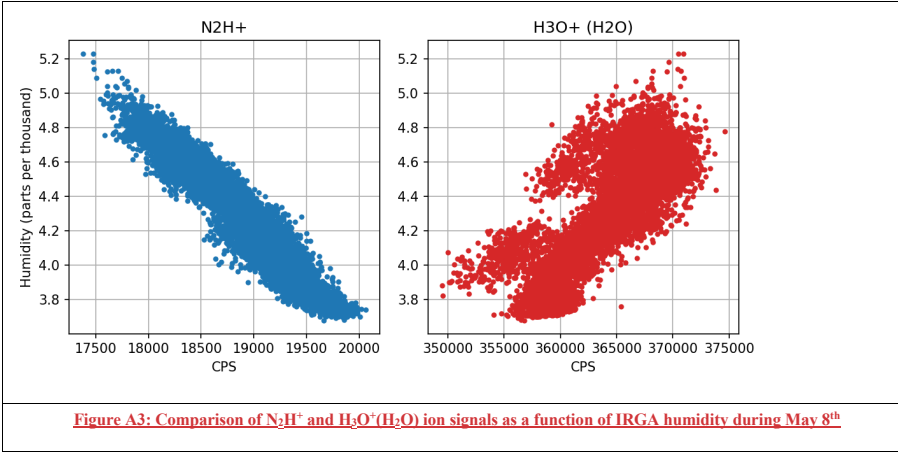 N2H+
H3O+ (H2O)
Humidity (parts per thousand)
5.2
5.0
4.8
4.6
4.4
4.2
4.0
3.8
17500 18000 18500 19000 19500 20000
CPS
5.2
5.0
4.8
4.6
4.4
4.2
4.0
3.8
350000 355000 360000 365000 370000 375000
CPS
Figure A3: Comparison of N₂H⁺ and H₃O⁺(H₂O) ion signals as a function of IRGA humidity during May 8ᵗʰ